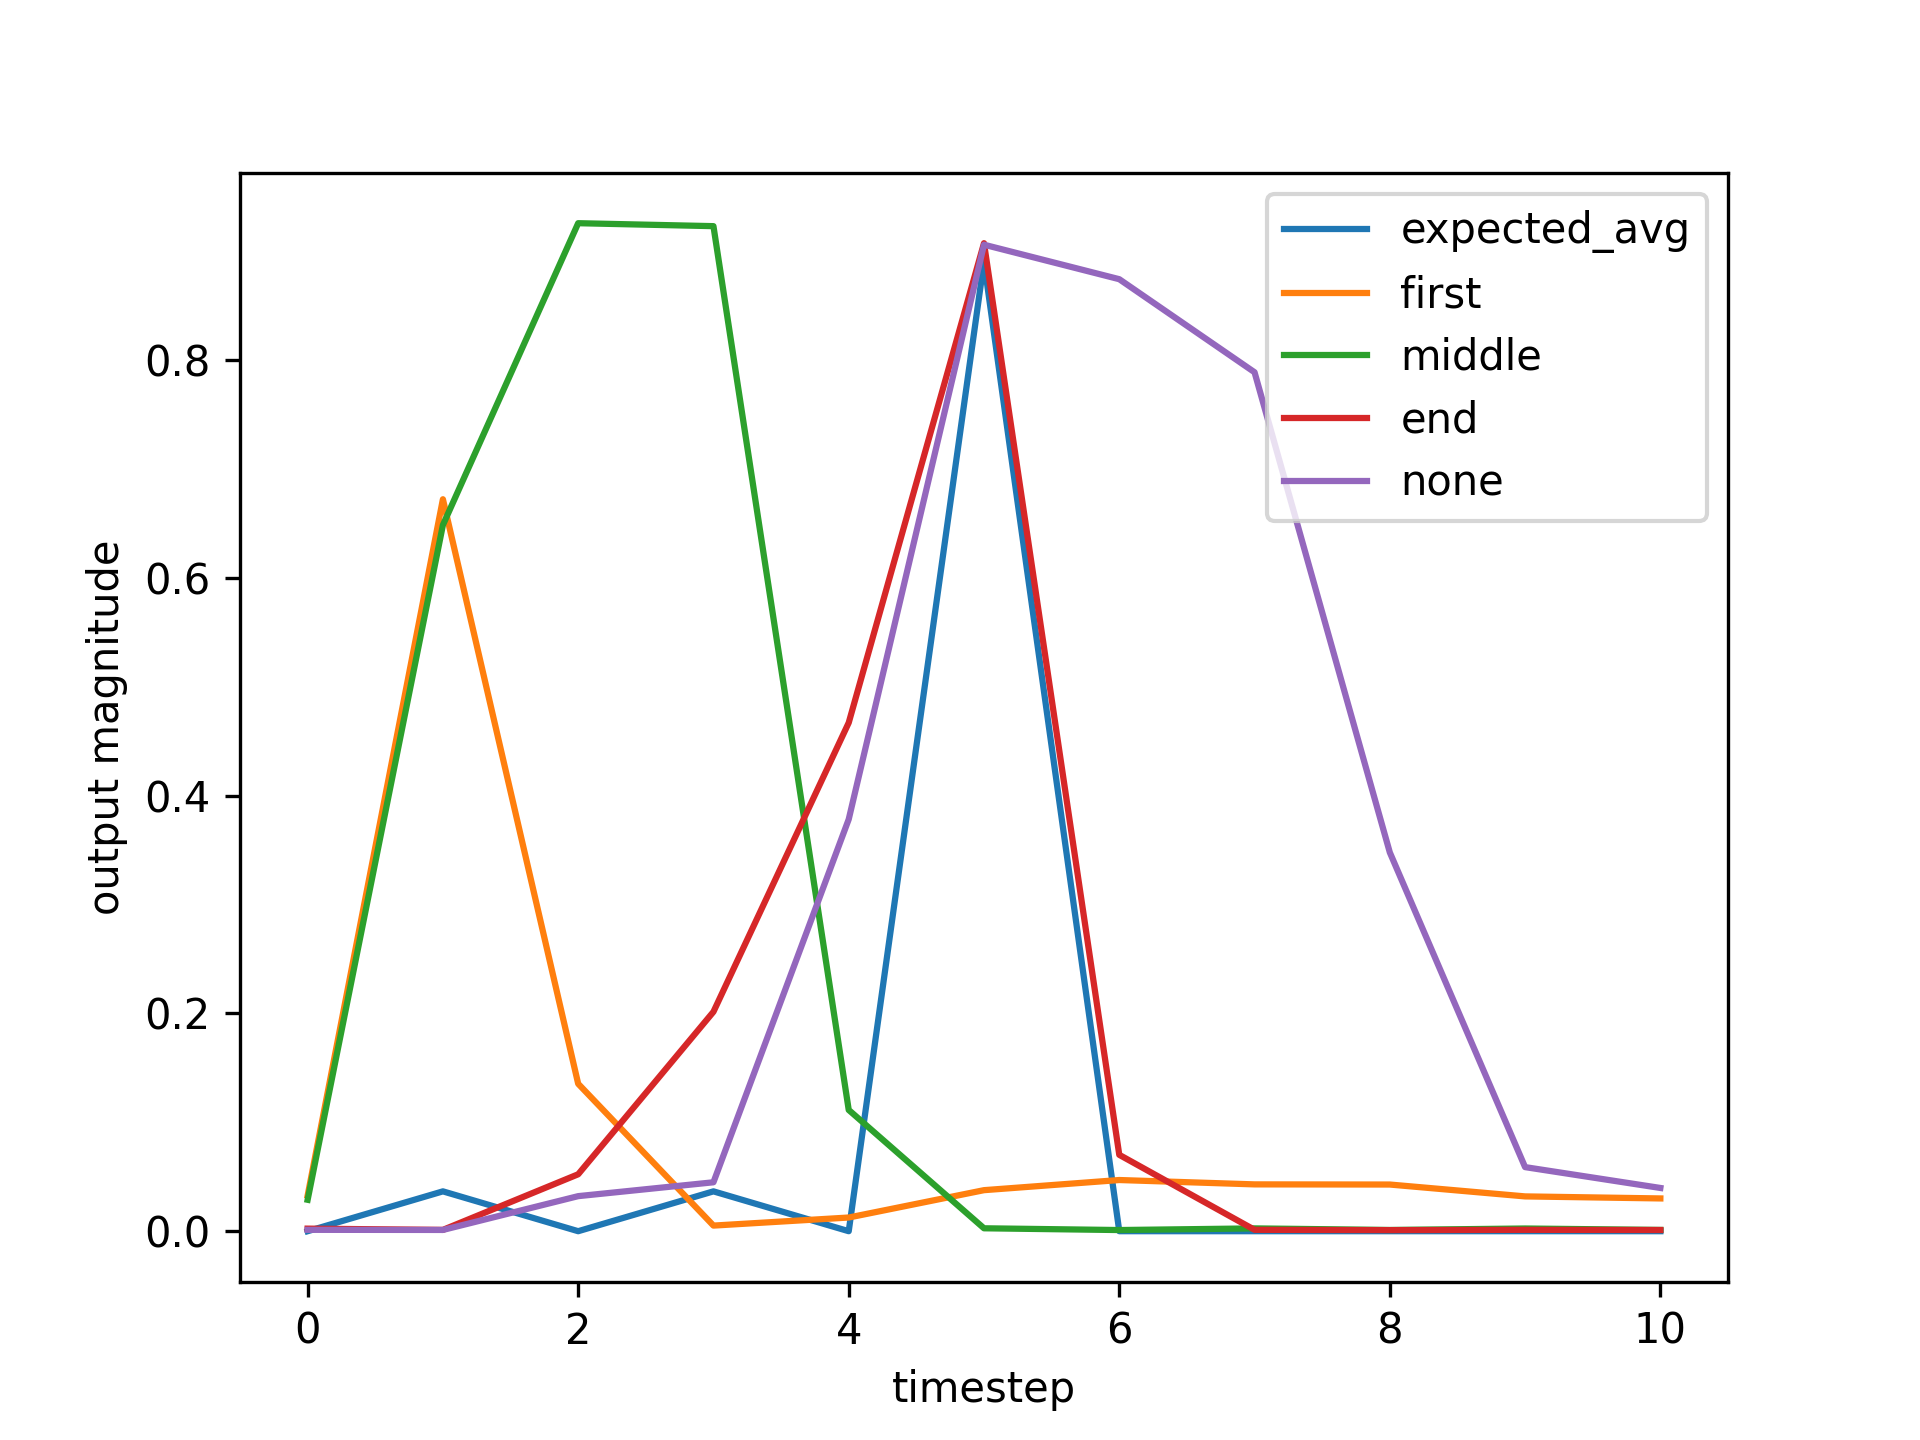 expected_avg
first
middle
end
none
0.8
0.6
0.4
0.2
0.0
output magnitude
0 2 4 6 8 10
timestep